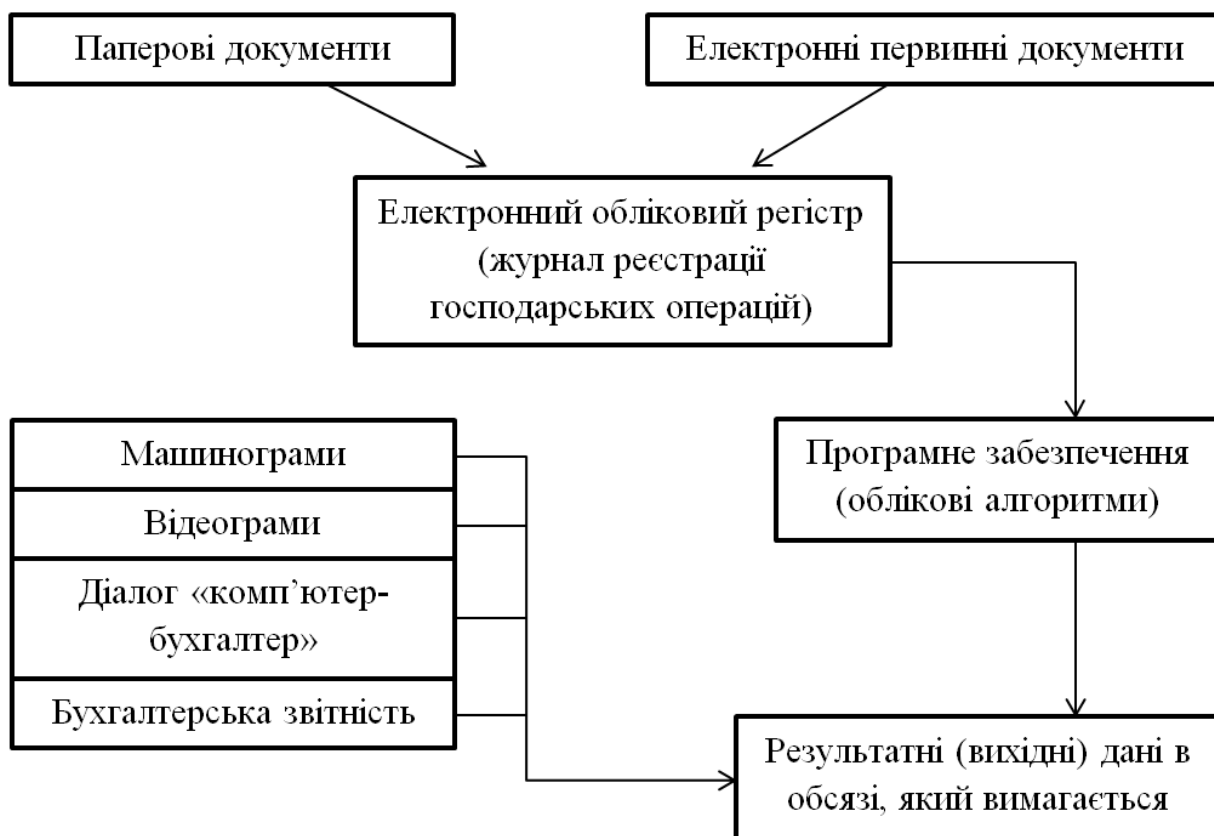 Паперові документи
Електронні первинні документи
Електронний обліковий регістр
(журнал реєстрації
господарських операцій)
Машинограми
Відеограми
Діалог «комп’ютер-
бухгалтер»
Бухгалтерська звітність
Програмне забезпечення
(облікові алгоритми)
Результатні (вихідні) дані в
обсязі, який вимагається